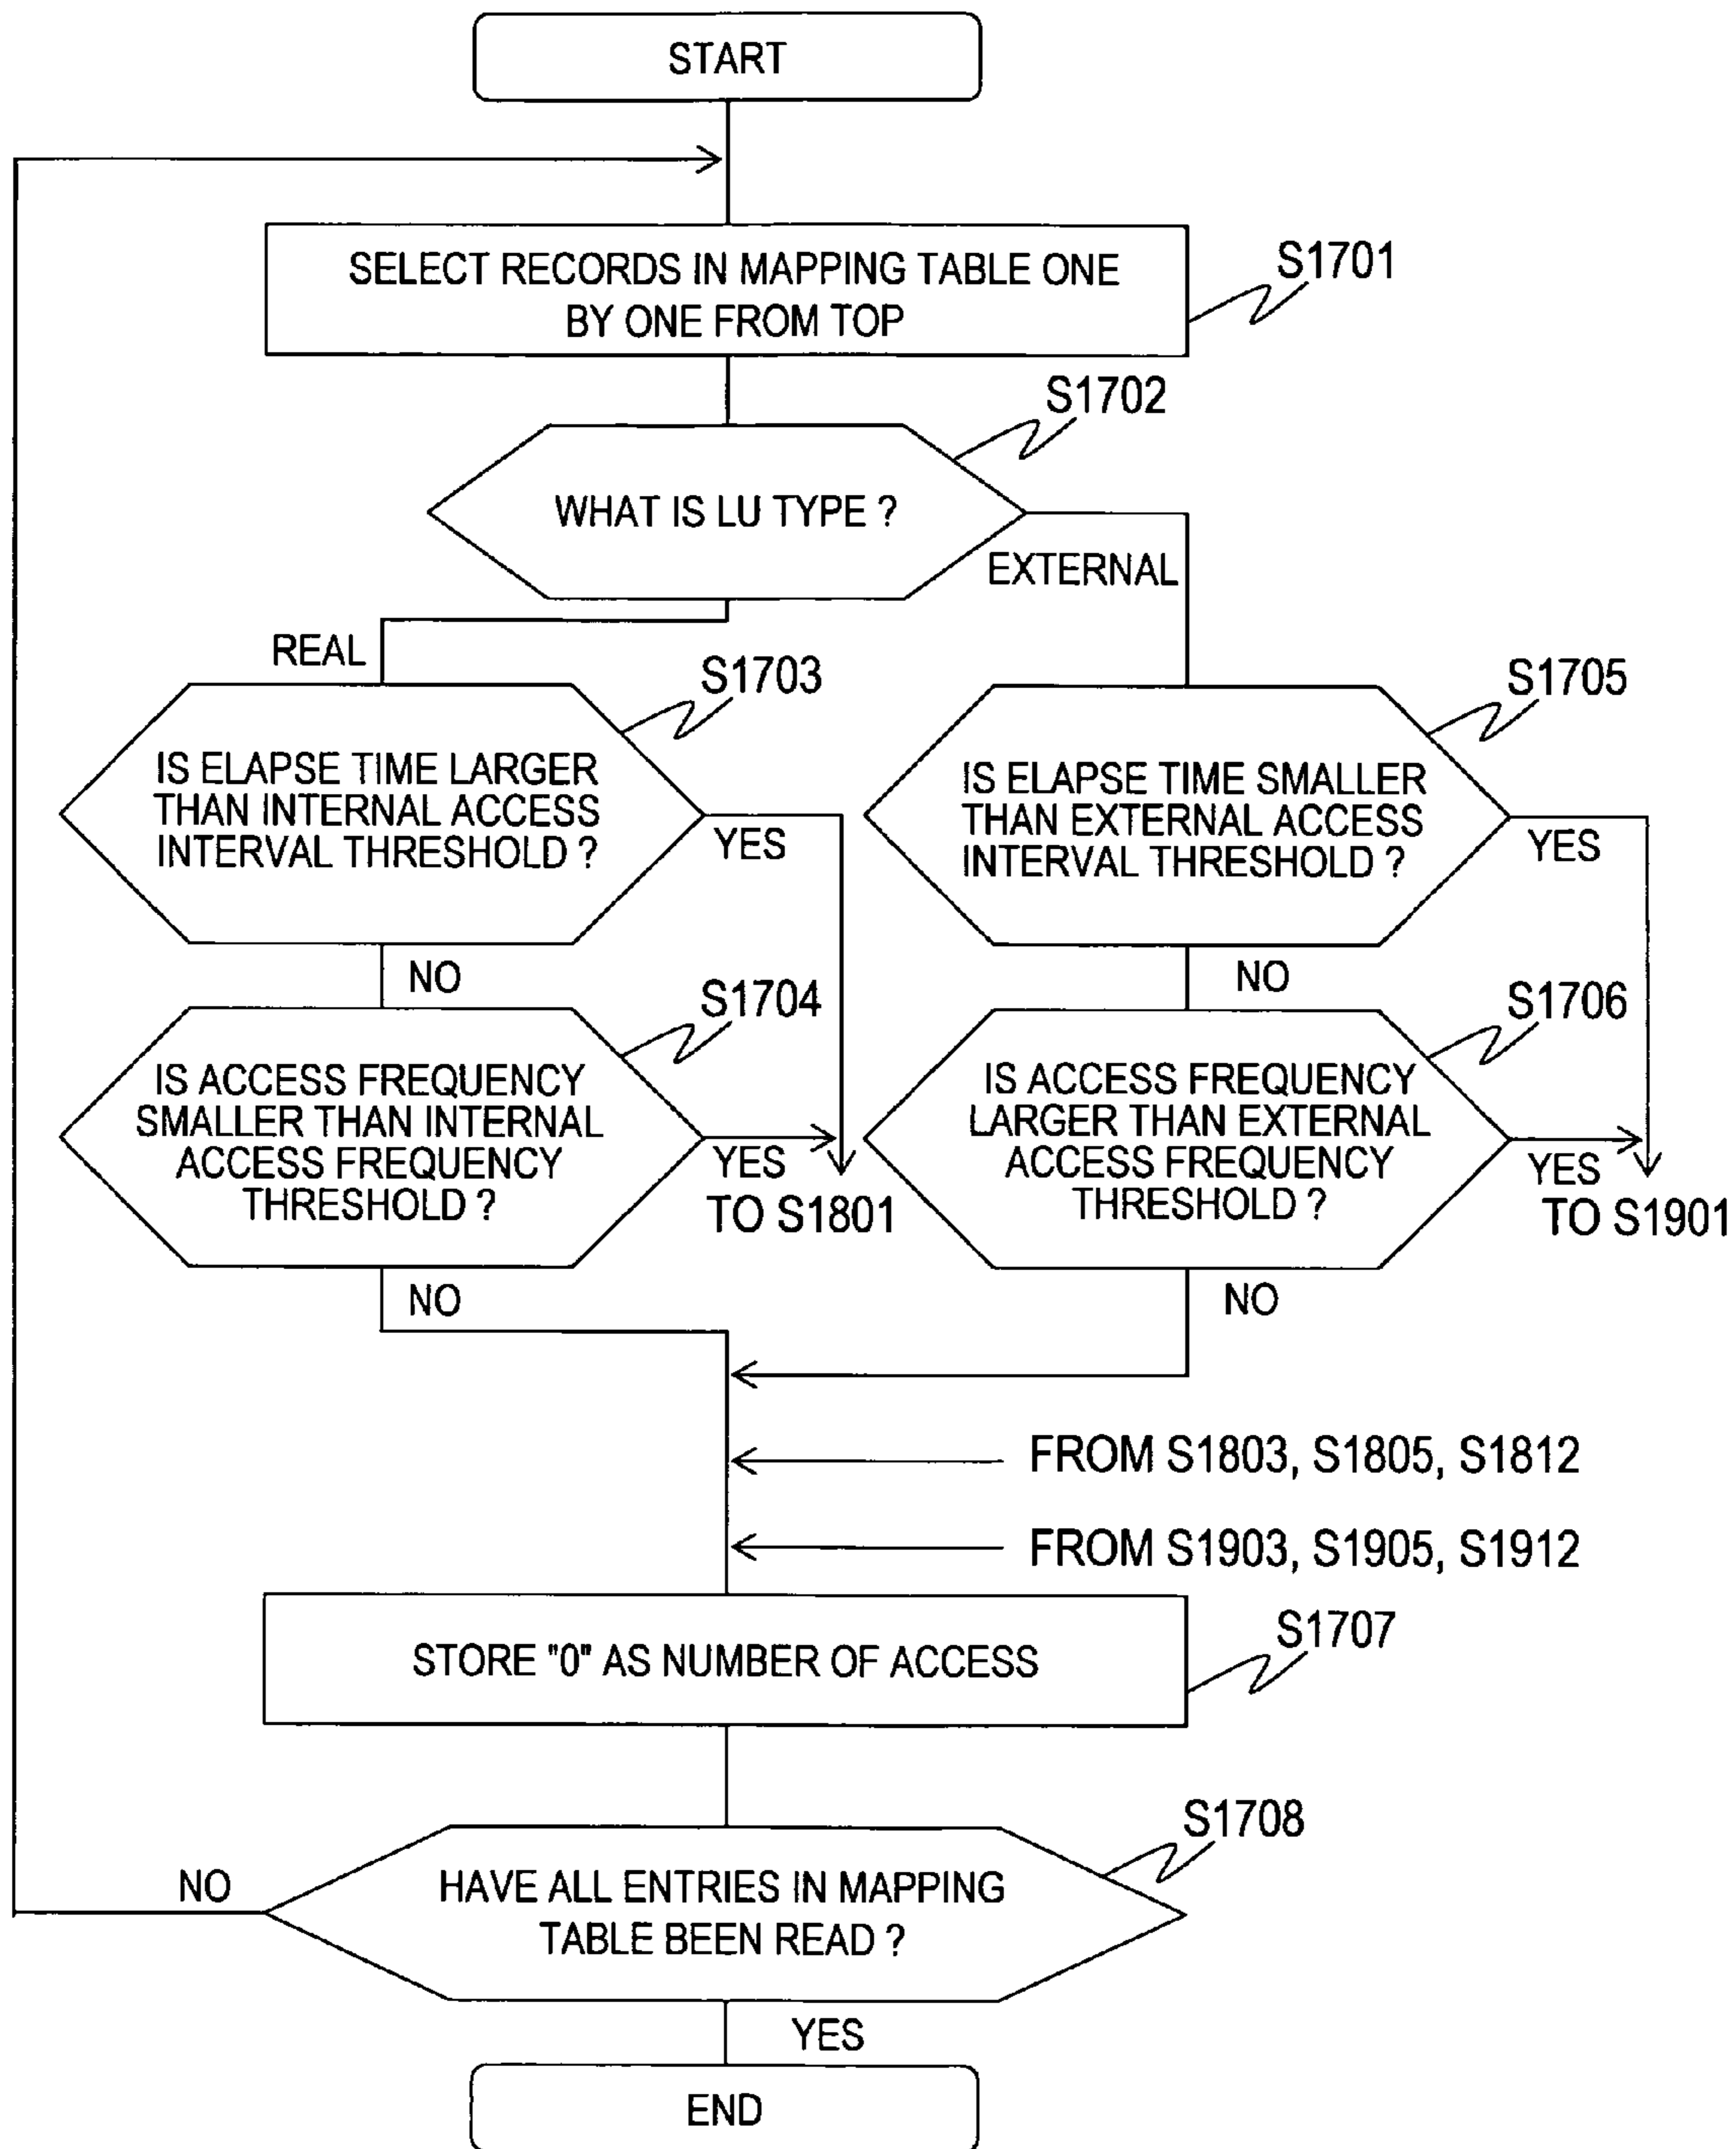 START
SELECT RECORDS IN MAPPING TABLE ONE
BY ONE FROM TOP
S1701
S1702
WHAT IS LU TYPE ?
EXTERNAL
REAL
S1703
IS ELAPSE TIME LARGER
THAN INTERNAL ACCESS
INTERVAL THRESHOLD ?
YES
NO
S1705
IS ELAPSE TIME SMALLER
THAN EXTERNAL ACCESS
INTERVAL THRESHOLD ?
YES
NO
S1704
IS ACCESS FREQUENCY
SMALLER THAN INTERNAL
ACCESS FREQUENCY
THRESHOLD ?
YES
TO S1801
NO
S1706
IS ACCESS FREQUENCY
LARGER THAN EXTERNAL
ACCESS FREQUENCY
THRESHOLD ?
YES
TO S1901
NO
FROM S1803, S1805, S1812
FROM S1903, S1905, S1912
STORE "0" AS NUMBER OF ACCESS
S1707
S1708
HAVE ALL ENTRIES IN MAPPING
TABLE BEEN READ ?
NO
YES
END